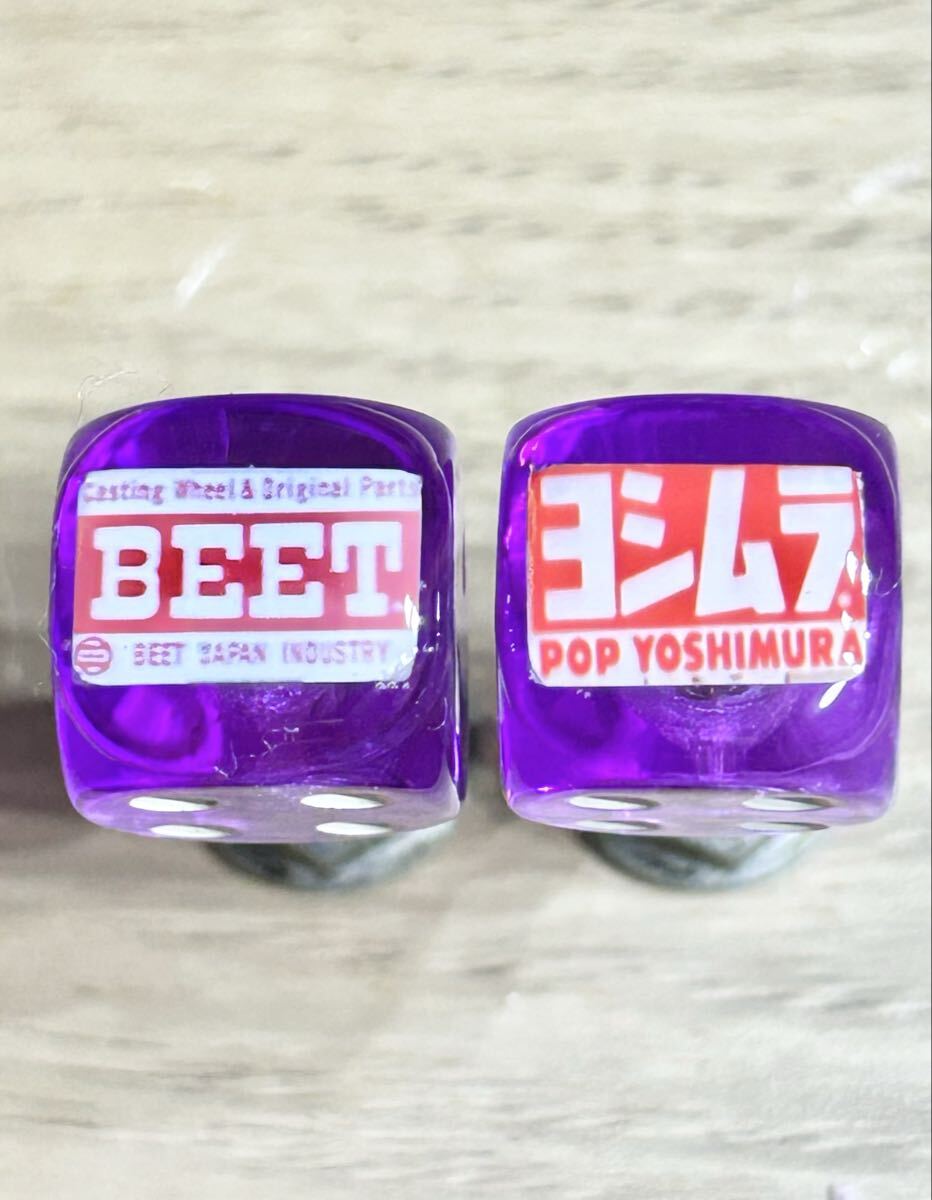 Casting Wheel & Original Parts
BEET
BEET JAPAN INDUSTRY
ヨシムラ
POP YOSHIMURA